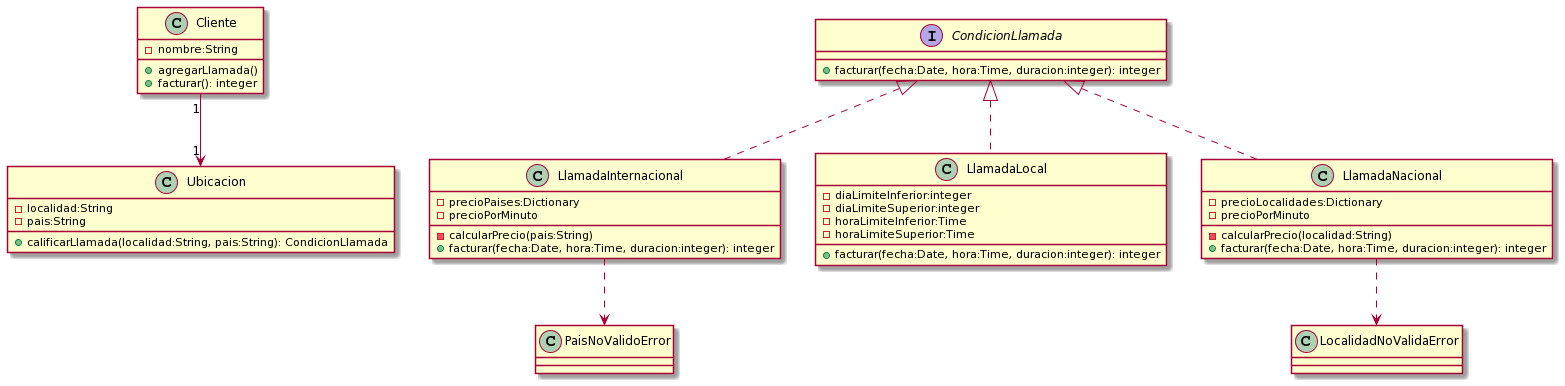 C Cliente
nombre:String
agregarLlamada()
facturar(): integer
1
1
C Ubicacion
localidad:String
pais:String
calificarLlamada(localidad:String, pais:String): CondicionLlamada
I CondicionLlamada
facturar(fecha:Date, hora:Time, duracion:integer): integer
C LlamadaInternacional
precioPaises:Dictionary
precioPorMinuto
calcularPrecio(pais:String)
facturar(fecha:Date, hora:Time, duracion:integer): integer
C LlamadaLocal
diaLimiteInferior:integer
diaLimiteSuperior:integer
horaLimiteInferior:Time
horaLimiteSuperior:Time
facturar(fecha:Date, hora:Time, duracion:integer): integer
C LlamadaNacional
precioLocalidades:Dictionary
precioPorMinuto
calcularPrecio(localidad:String)
facturar(fecha:Date, hora:Time, duracion:integer): integer
C PaisNoValidoError
C LocalidadNoValidaError